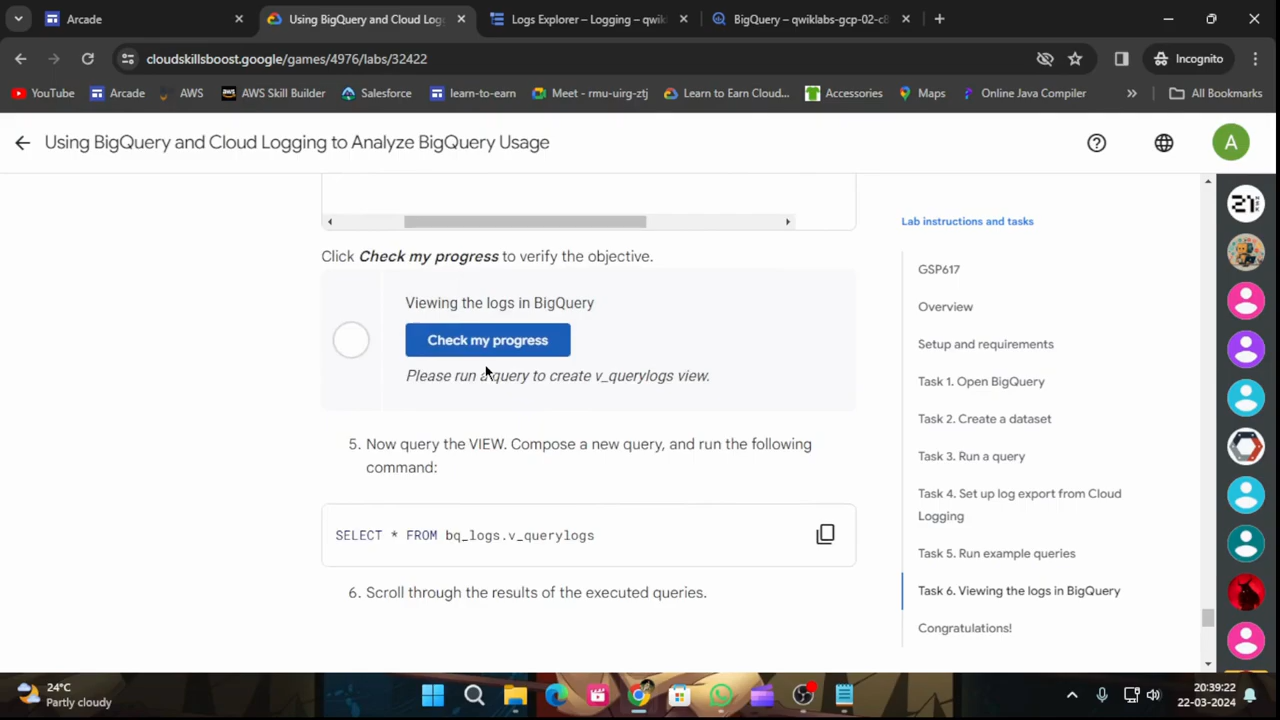 Arcade
Using BigQuery and Cloud Log
Logs Explorer – Logging – qwik
BigQuery – qwiklabs-gcp-02-c8
cloudskillsboost.google/games/4976/labs/32422
Incognito
YouTube
Arcade
AWS
AWS Skill Builder
Salesforce
learn-to-earn
Meet - rmu-uirg-ztj
Learn to Earn Cloud...
Accessories
Maps
Online Java Compiler
All Bookmarks
Using BigQuery and Cloud Logging to Analyze BigQuery Usage
A
Click Check my progress to verify the objective.
Viewing the logs in BigQuery
Check my progress
Please run a query to create v_querylogs view.
5. Now query the VIEW. Compose a new query, and run the following
command:
SELECT * FROM bq_logs.v_querylogs
6. Scroll through the results of the executed queries.
Lab instructions and tasks
GSP617
Overview
Setup and requirements
Task 1. Open BigQuery
Task 2. Create a dataset
Task 3. Run a query
Task 4. Set up log export from Cloud
Logging
Task 5. Run example queries
Task 6. Viewing the logs in BigQuery
Congratulations!
24°C
Partly cloudy
20:39:22
22-03-2024